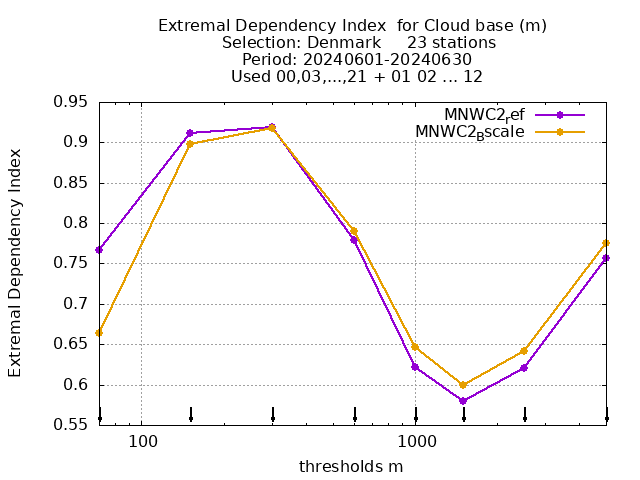 Extremal Dependency Index  for Cloud base (m)
Selection: Denmark     23 stations
Period: 20240601-20240630
Used 00,03,...,21 + 01 02 ... 12
MNWC2_ref
MNWC2_Bscale
0.95
0.9
0.85
0.8
0.75
0.7
0.65
0.6
0.55
Extremal Dependency Index
100
1000
thresholds m